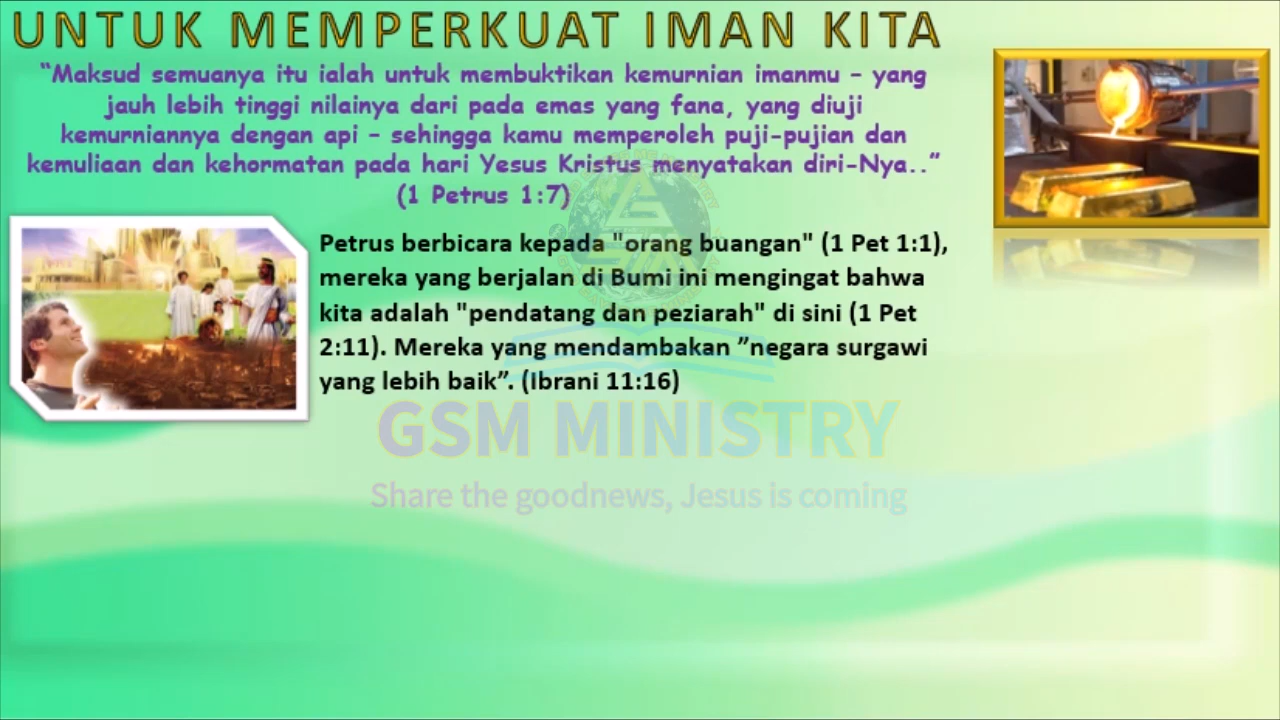 UNTUK MEMPERKUAT IMAN KITA
“Maksud semuanya itu ialah untuk membuktikan kemurnian imanmu – yang
jauh lebih tinggi nilainya dari pada emas yang fana, yang diuji
kemurniannya dengan api – sehingga kamu memperoleh puji-pujian dan
kemuliaan dan kehormatan pada hari Yesus Kristus menyatakan diri-Nya..”
(1 Petrus 1:7)
Petrus berbicara kepada "orang buangan" (1 Pet 1:1),
mereka yang berjalan di Bumi ini mengingat bahwa
kita adalah "pendatang dan peziarah" di sini (1 Pet
2:11). Mereka yang mendambakan ”negara surgawi
yang lebih baik”. (Ibrani 11:16)
GSM MINISTRY
Share the goodnews, Jesus is coming